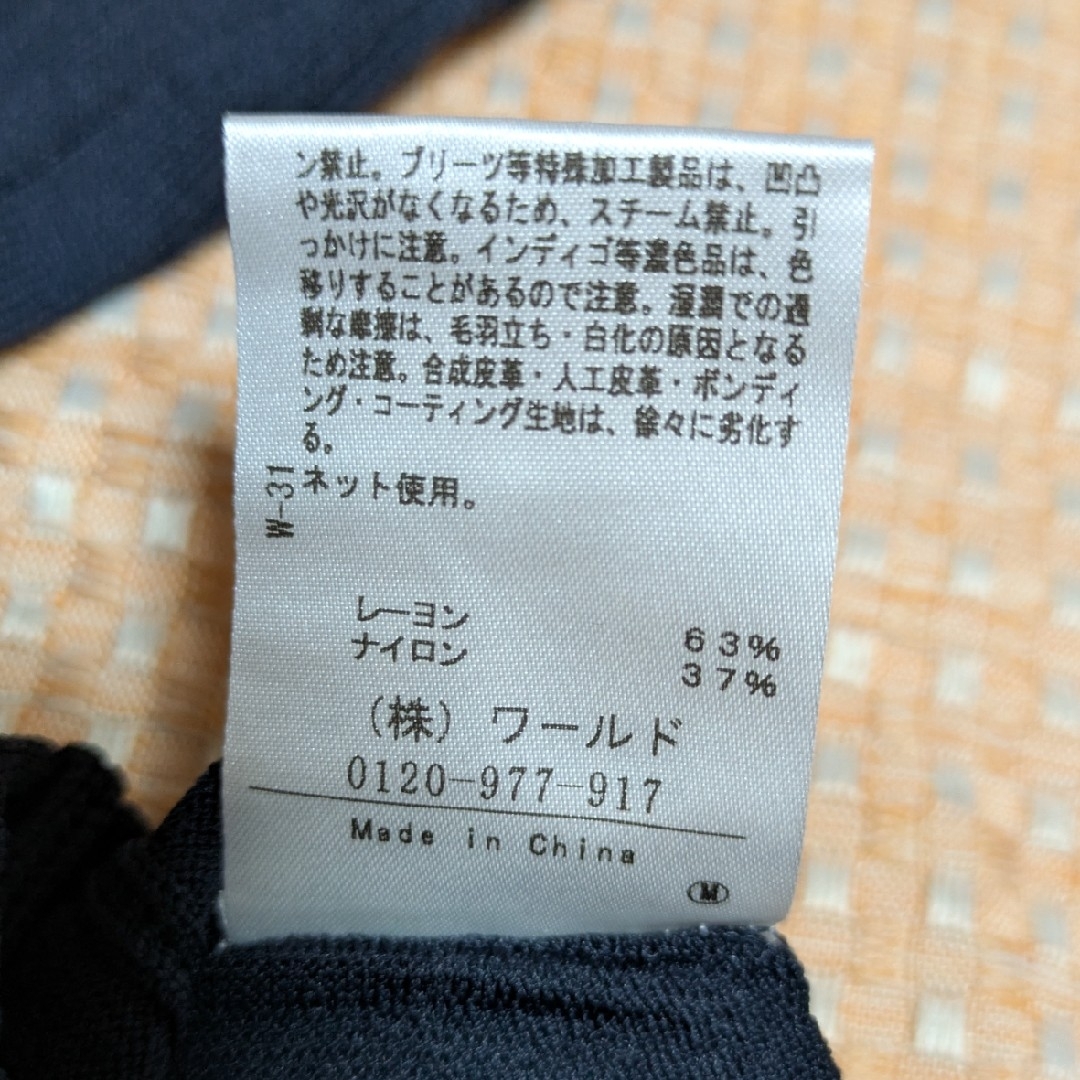 ン禁止。プリーツ等特殊加工製品は、凹凸
や光沢がなくなるため、スチーム禁止。引
っかけに注意。インディゴ等濃色品は、色
移りすることがあるので注意。湿潤での過
剰な摩擦は、毛羽立ち・白化の原因となる
ため注意。合成皮革・人工皮革・ボンディ
ング・コーティング生地は、徐々に劣化す
る。
ネット使用。
W-31
レーヨン 63%
ナイロン 37%
(株) ワールド
0120-977-917
Made in China
M